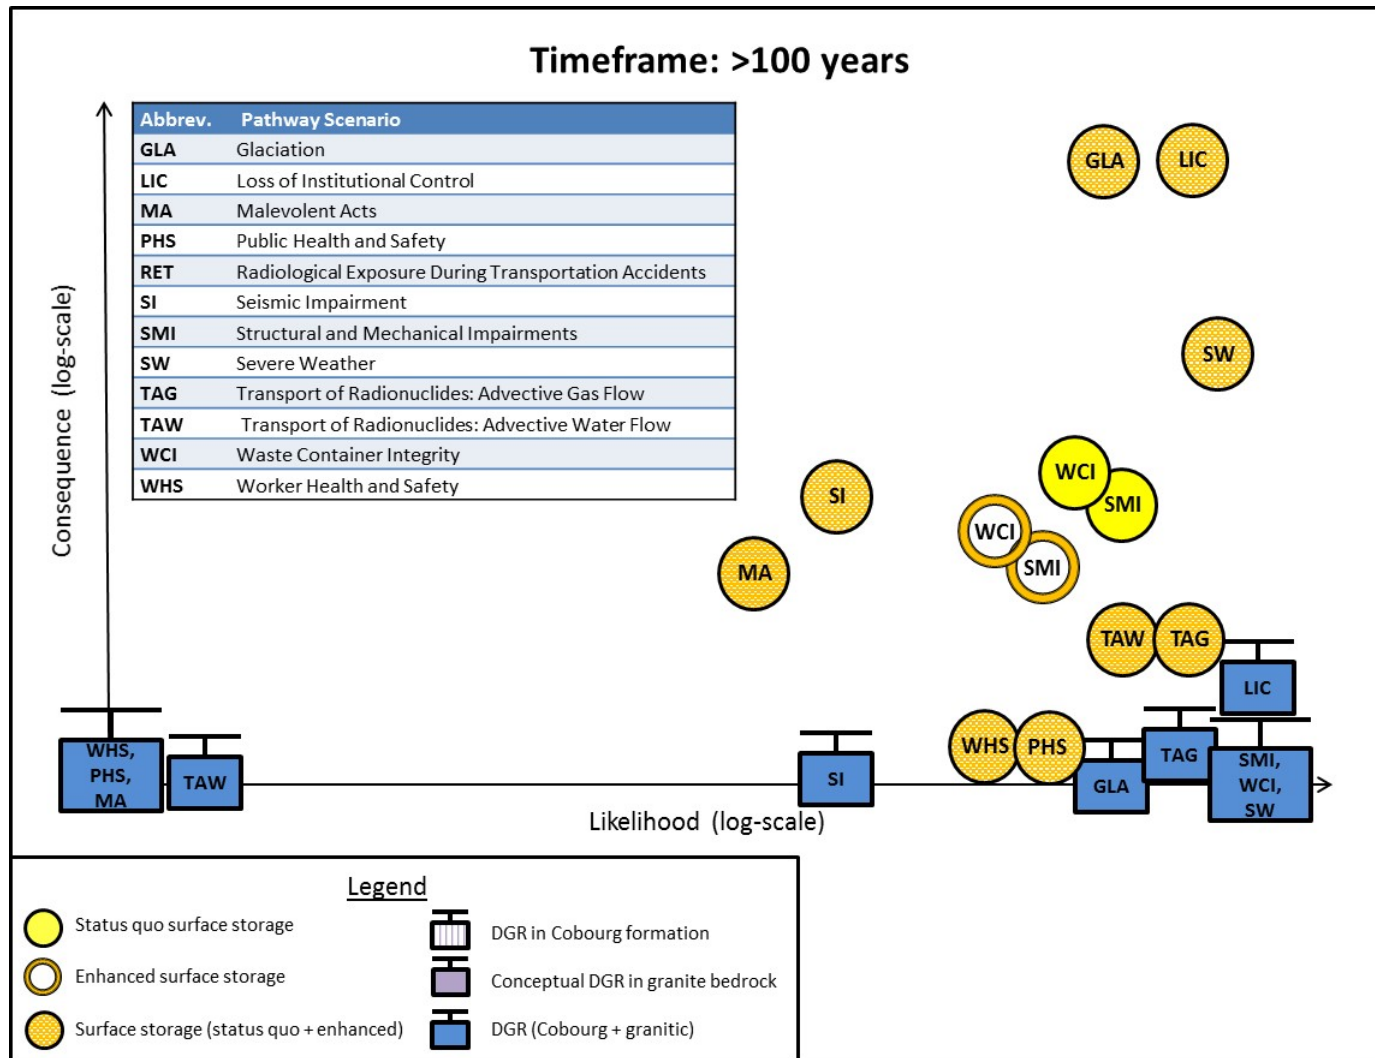 Timeframe: >100 years
Abbrev. Pathway Scenario
GLA Glaciation
LIC Loss of Institutional Control
MA Malevolent Acts
PHS Public Health and Safety
RET Radiological Exposure During Transportation Accidents
SI Seismic Impairment
SMI Structural and Mechanical Impairments
SW Severe Weather
TAG Transport of Radionuclides: Advective Gas Flow
TAW Transport of Radionuclides: Advective Water Flow
WCI Waste Container Integrity
WHS Worker Health and Safety
Consequence (log-scale)
GLA
LIC
SW
WCI
SMI
SI
WCI
SMI
MA
TAW
TAG
LIC
WHS
PHS
WHS,
PHS,
MA
TAW
SI
GLA
TAG
SMI,
WCI,
SW
Likelihood (log-scale)
Legend
Status quo surface storage
Enhanced surface storage
Surface storage (status quo + enhanced)
DGR in Cobourg formation
Conceptual DGR in granite bedrock
DGR (Cobourg + granitic)